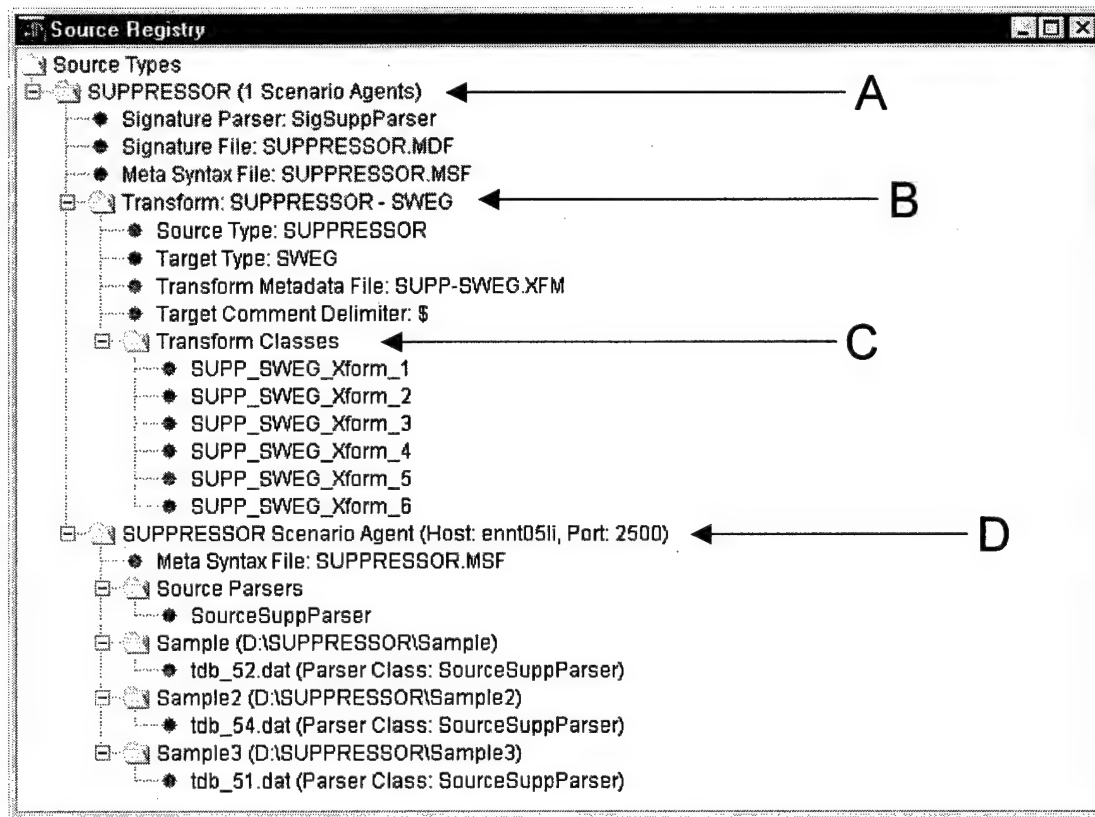 Source Registry
Source Types
SUPPRESSOR (1 Scenario Agents)
A
Signature Parser: SigSuppParser
Signature File: SUPPRESSOR.MDF
Meta Syntax File: SUPPRESSOR.MSF
Transform: SUPPRESSOR - SWEG
B
Source Type: SUPPRESSOR
Target Type: SWEG
Transform Metadata File: SUPP-SWEG.XFM
Target Comment Delimiter: $
Transform Classes
C
SUPP_SWEG_Xform_1
SUPP_SWEG_Xform_2
SUPP_SWEG_Xform_3
SUPP_SWEG_Xform_4
SUPP_SWEG_Xform_5
SUPP_SWEG_Xform_6
SUPPRESSOR Scenario Agent (Host: ennt05li, Port: 2500)
D
Meta Syntax File: SUPPRESSOR.MSF
Source Parsers
SourceSuppParser
Sample (D:\SUPPRESSOR\Sample)
tdb_52.dat (Parser Class: SourceSuppParser)
Sample2 (D:\SUPPRESSOR\Sample2)
tdb_54.dat (Parser Class: SourceSuppParser)
Sample3 (D:\SUPPRESSOR\Sample3)
tdb_51.dat (Parser Class: SourceSuppParser)